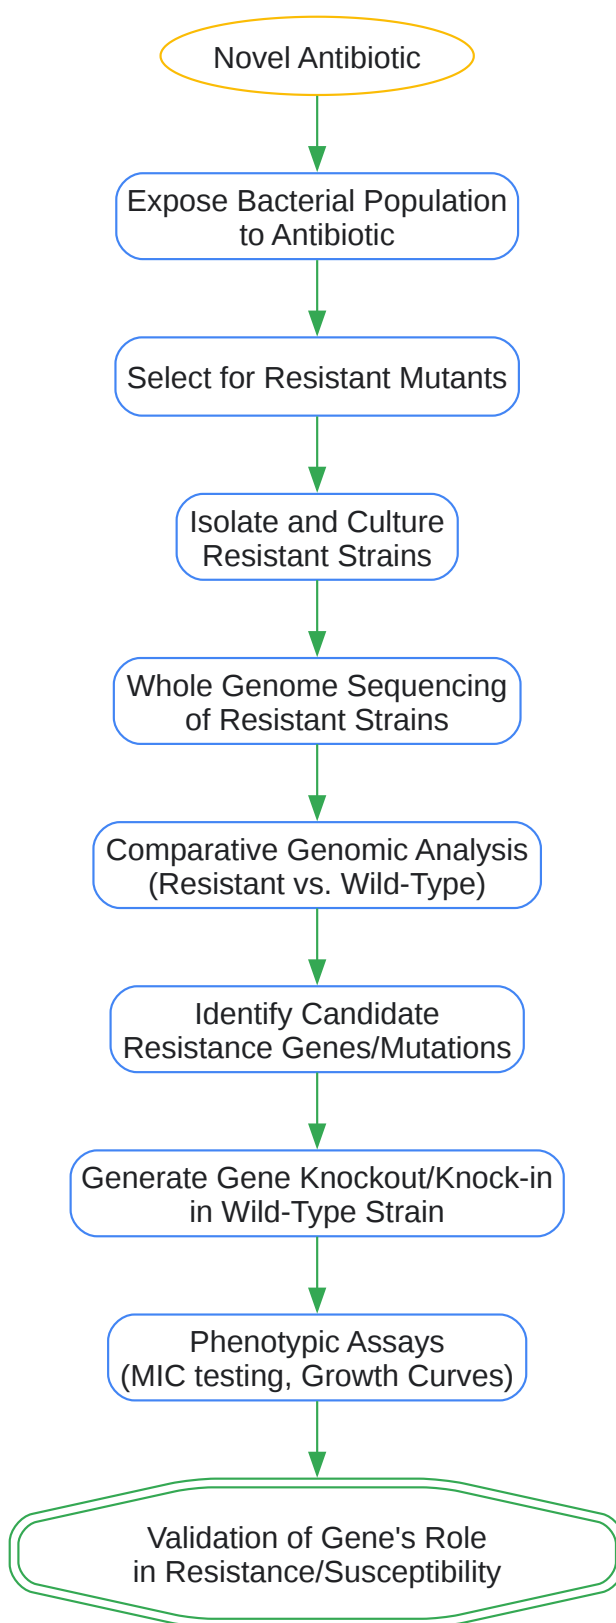 Novel Antibiotic
Expose Bacterial Population
to Antibiotic
Select for Resistant Mutants
Isolate and Culture
Resistant Strains
Whole Genome Sequencing
of Resistant Strains
Comparative Genomic Analysis
(Resistant vs. Wild-Type)
Identify Candidate
Resistance Genes/Mutations
Generate Gene Knockout/Knock-in
in Wild-Type Strain
Phenotypic Assays
(MIC testing, Growth Curves)
Validation of Gene's Role
in Resistance/Susceptibility